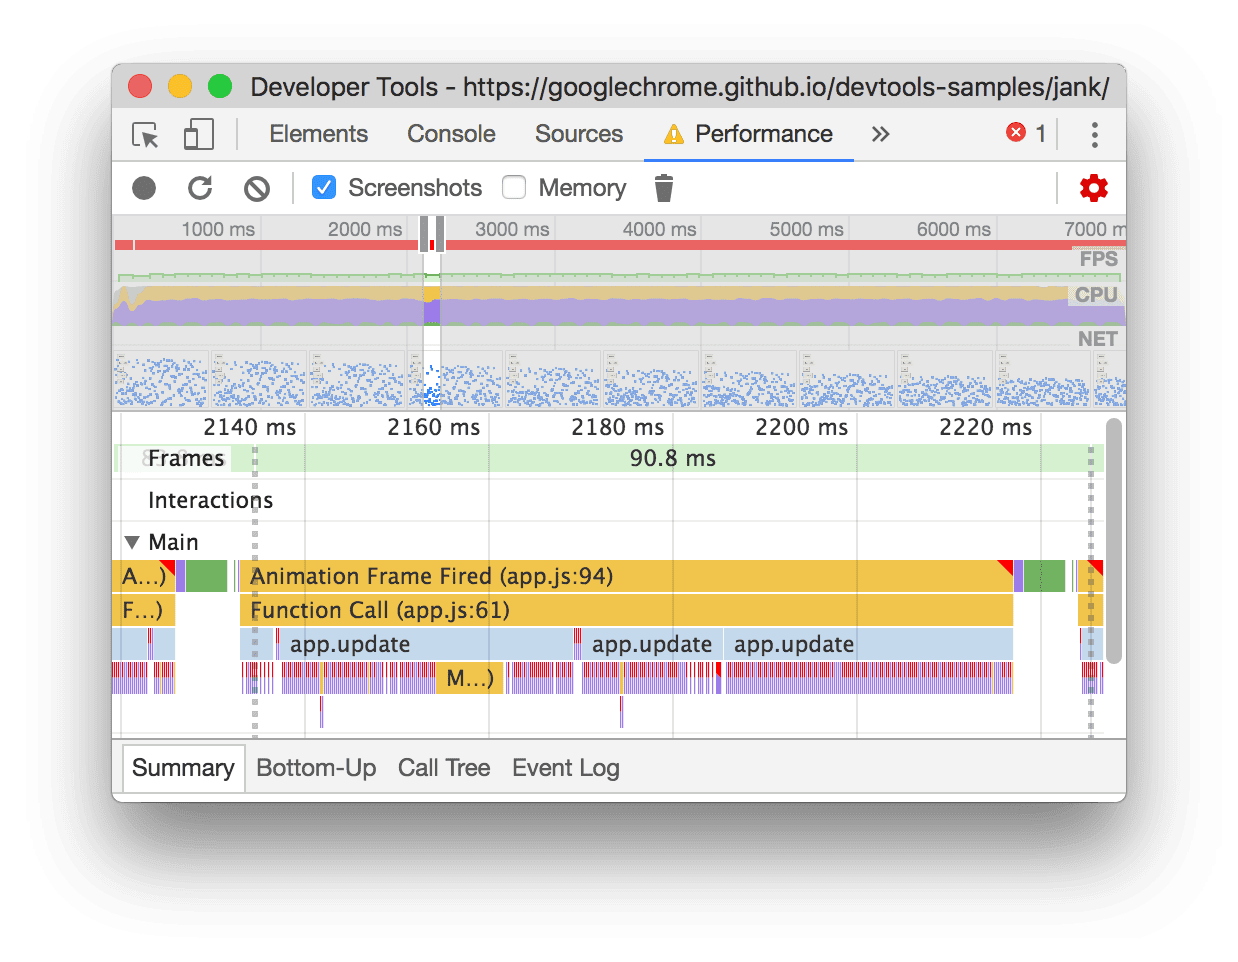 Developer Tools - https://googlechrome.github.io/devtools-samples/jank/
Elements Console Sources Performance » 1
Screenshots Memory
1000 ms 2000 ms 3000 ms 4000 ms 5000 ms 6000 ms 7000 m
FPS
CPU
NET
2140 ms 2160 ms 2180 ms 2200 ms 2220 ms
Frames 90.8 ms
Interactions
Main
A...) Animation Frame Fired (app.js:94)
F...) Function Call (app.js:61)
app.update app.update app.update
M...)
Summary Bottom-Up Call Tree Event Log